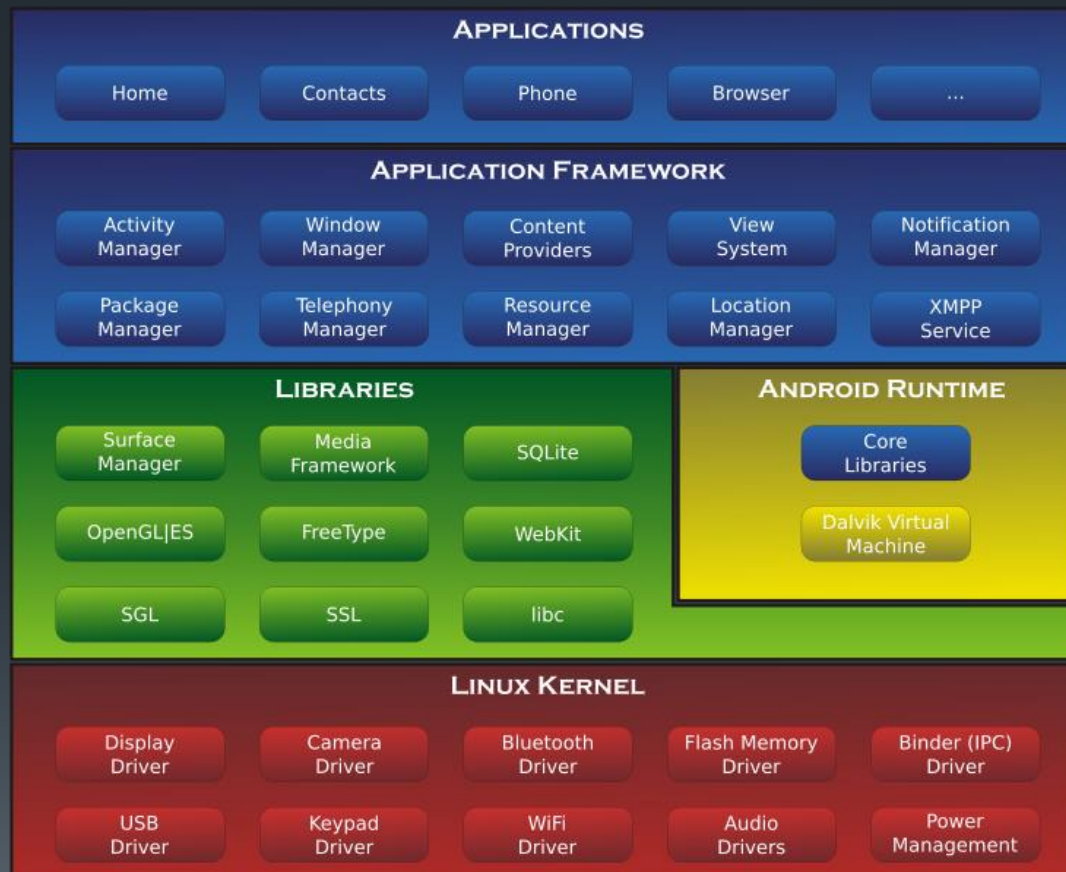 APPLICATIONS
Home
Contacts
Phone
Browser
...
APPLICATION FRAMEWORK
Activity
Manager
Window
Manager
Content
Providers
View
System
Notification
Manager
Package
Manager
Telephony
Manager
Resource
Manager
Location
Manager
XMPP
Service
LIBRARIES
Surface
Manager
Media
Framework
SQLite
OpenGL|ES
FreeType
WebKit
SGL
SSL
libc
ANDROID RUNTIME
Core
Libraries
Dalvik Virtual
Machine
LINUX KERNEL
Display
Driver
Camera
Driver
Bluetooth
Driver
Flash Memory
Driver
Binder (IPC)
Driver
USB
Driver
Keypad
Driver
WiFi
Driver
Audio
Drivers
Power
Management